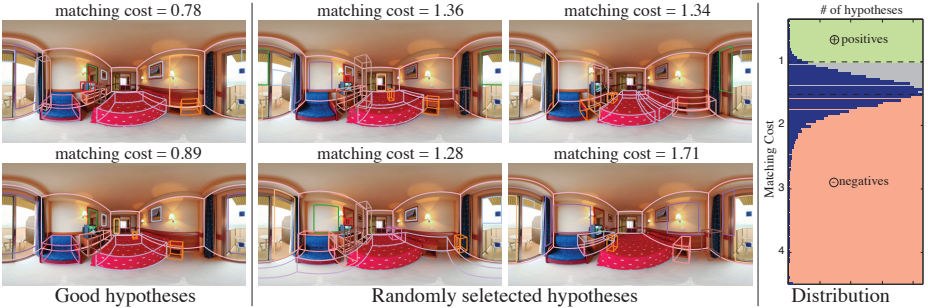 matching cost = 0.78
matching cost = 1.36
matching cost = 1.34
matching cost = 0.89
matching cost = 1.28
matching cost = 1.71
Good hypotheses
Randomly seletected hypotheses
# of hypotheses
⊕ positives
1
2
3
4
Matching Cost
⊖ negatives
Distribution